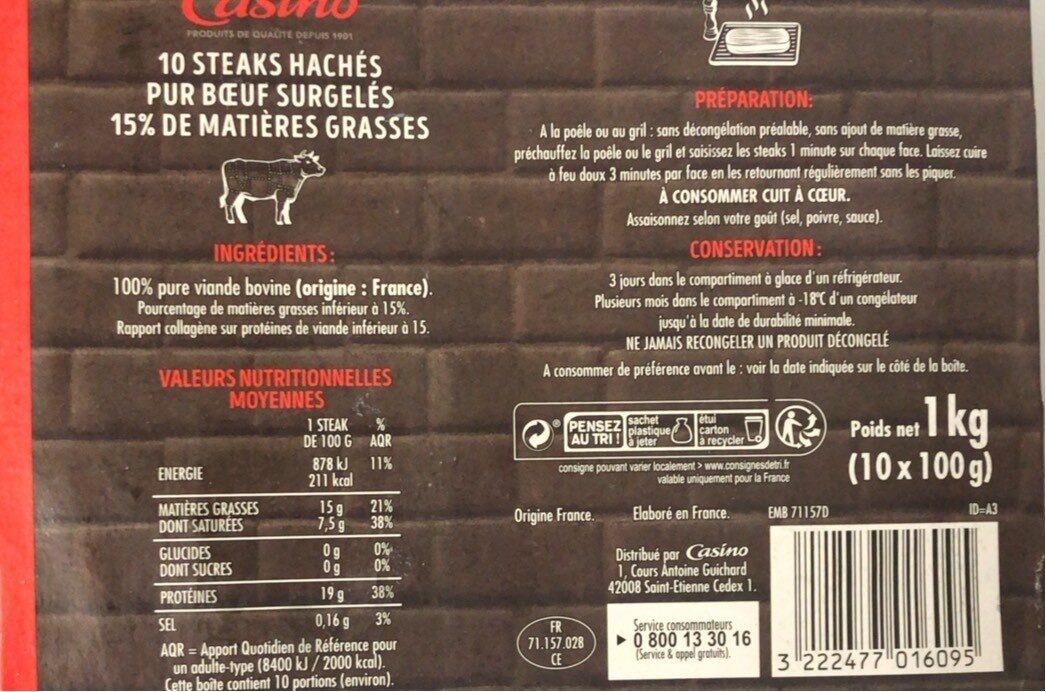 Casino
PRODUITS DE QUALITÉ DEPUIS 1901
10 STEAKS HACHÉS
PUR BŒUF SURGELÉS
15% DE MATIÈRES GRASSES
INGRÉDIENTS :
100% pure viande bovine (origine : France).
Pourcentage de matières grasses inférieur à 15%.
Rapport collagène sur protéines de viande inférieur à 15.
VALEURS NUTRITIONNELLES
MOYENNES
1 STEAK %
DE 100 G AQR
ENERGIE 878 kJ 11%
211 kcal
MATIÈRES GRASSES 15 g 21%
DONT SATURÉES 7,5 g 38%
GLUCIDES 0 g 0%
DONT SUCRES 0 g 0%
PROTÉINES 19 g 38%
SEL 0,16 g 3%
AQR = Apport Quotidien de Référence pour
un adulte-type (8400 kJ / 2000 kcal).
Cette boîte contient 10 portions (environ).
PRÉPARATION:
A la poêle ou au gril : sans décongélation préalable, sans ajout de matière grasse,
préchauffez la poêle ou le gril et saisissez les steaks 1 minute sur chaque face. Laissez cuire
à feu doux 3 minutes par face en les retournant régulièrement sans les piquer.
À CONSOMMER CUIT À CŒUR.
Assaisonnez selon votre goût (sel, poivre, sauce).
CONSERVATION :
3 jours dans le compartiment à glace d'un réfrigérateur.
Plusieurs mois dans le compartiment à -18°C d'un congélateur
jusqu'à la date de durabilité minimale.
NE JAMAIS RECONGELER UN PRODUIT DÉCONGELÉ
A consommer de préférence avant le : voir la date indiquée sur le côté de la boîte.
PENSEZ AU TRI !
sachet plastique à jeter
étui carton à recycler
consigne pouvant varier localement > www.consignesdetri.fr
valable uniquement pour la France
Poids net 1 kg
(10 x 100 g)
Origine France. Elaboré en France. EMB 71157D ID=A3
Distribué par Casino
1, Cours Antoine Guichard
42008 Saint-Etienne Cedex 1.
FR
71.157.028
CE
Service consommateurs
0 800 13 30 16
(Service & appel gratuits).
3 222477 016095